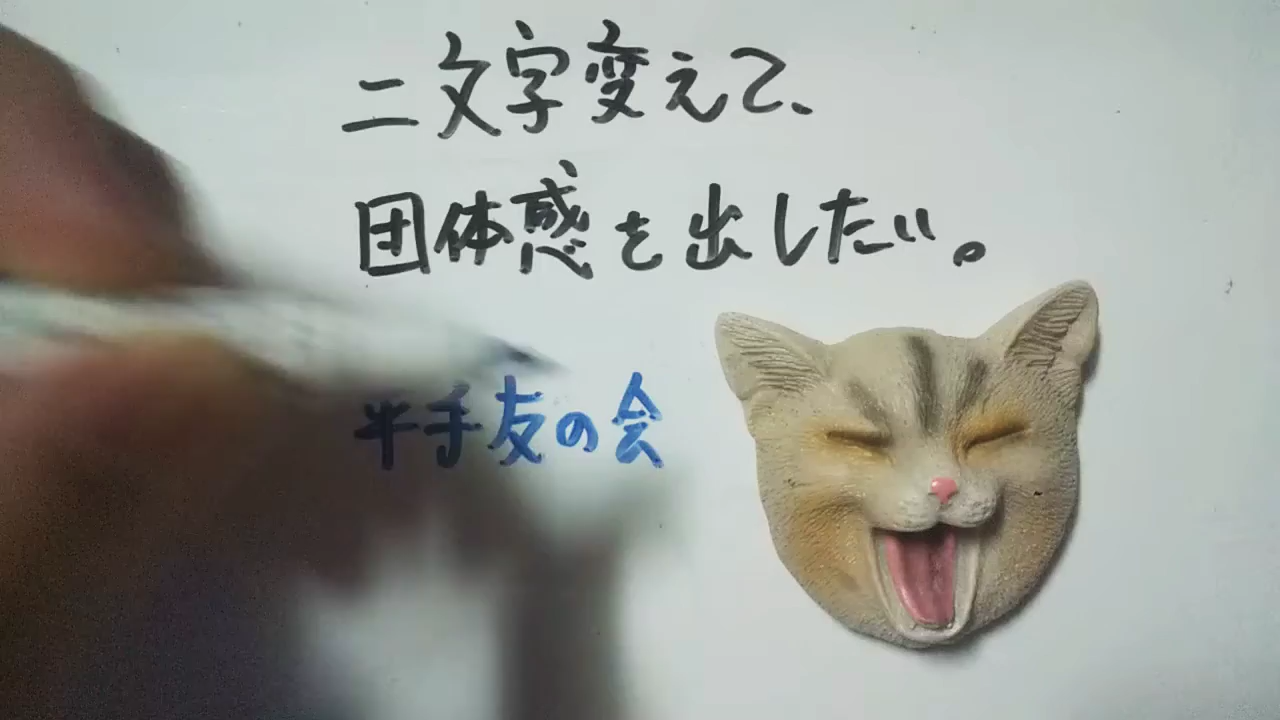 二文字変えて、
団体感を出したい。
半手友の会